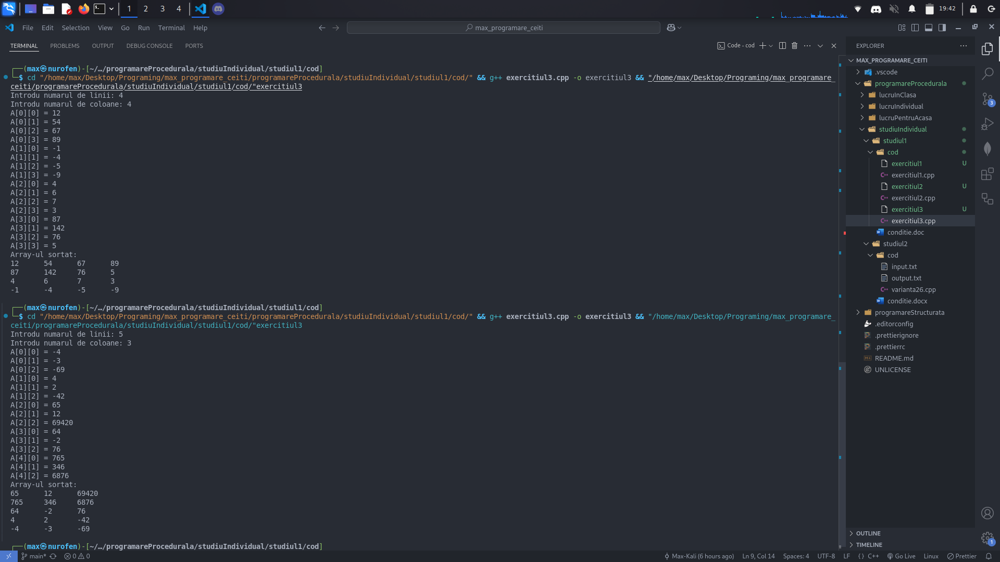 1 2 3 4 19:42
File Edit Selection View Go Run Terminal Help max_programare_ceiti
TERMINAL PROBLEMS OUTPUT DEBUG CONSOLE PORTS Code - cod
┌──(max㉿nurofen)-[~/…/programareProcedurala/studiuIndividual/studiul1/cod]
└─$ cd "/home/max/Desktop/Programing/max_programare_ceiti/programareProcedurala/studiuIndividual/studiul1/cod/" && g++ exercitiul3.cpp -o exercitiul3 && "/home/max/Desktop/Programing/max_programare_
ceiti/programareProcedurala/studiuIndividual/studiul1/cod/"exercitiul3
Introdu numarul de linii: 4
Introdu numarul de coloane: 4
A[0][0] = 12
A[0][1] = 54
A[0][2] = 67
A[0][3] = 89
A[1][0] = -1
A[1][1] = -4
A[1][2] = -5
A[1][3] = -9
A[2][0] = 4
A[2][1] = 6
A[2][2] = 7
A[2][3] = 3
A[3][0] = 87
A[3][1] = 142
A[3][2] = 76
A[3][3] = 5
Array-ul sortat:
12 54 67 89
87 142 76 5
4 6 7 3
-1 -4 -5 -9
┌──(max㉿nurofen)-[~/…/programareProcedurala/studiuIndividual/studiul1/cod]
└─$ cd "/home/max/Desktop/Programing/max_programare_ceiti/programareProcedurala/studiuIndividual/studiul1/cod/" && g++ exercitiul3.cpp -o exercitiul3 && "/home/max/Desktop/Programing/max_programare_
ceiti/programareProcedurala/studiuIndividual/studiul1/cod/"exercitiul3
Introdu numarul de linii: 5
Introdu numarul de coloane: 3
A[0][0] = -4
A[0][1] = -3
A[0][2] = -69
A[1][0] = 4
A[1][1] = 2
A[1][2] = -42
A[2][0] = 65
A[2][1] = 12
A[2][2] = 69420
A[3][0] = 64
A[3][1] = -2
A[3][2] = 76
A[4][0] = 765
A[4][1] = 346
A[4][2] = 6876
Array-ul sortat:
65 12 69420
765 346 6876
64 -2 76
4 2 -42
-4 -3 -69
┌──(max㉿nurofen)-[~/…/programareProcedurala/studiuIndividual/studiul1/cod]
EXPLORER
MAX_PROGRAMARE_CEITI
.vscode
programareProcedurala
lucruInClasa
lucruIndividual
lucruPentruAcasa
studiuIndividual
studiul1
cod
exercitiul1 U
exercitiul1.cpp
exercitiul2 U
exercitiul2.cpp
exercitiul3 U
exercitiul3.cpp
conditie.doc
studiul2
cod
input.txt
output.txt
varianta26.cpp
conditie.docx
programareStructurata
.editorconfig
.prettierignore
.prettierrc
README.md
UNLICENSE
OUTLINE
TIMELINE
3
1
main* 0 0 Max-Kali (6 hours ago) Ln 9, Col 14 Spaces: 4 UTF-8 LF {} C++ Go Live Linux Prettier